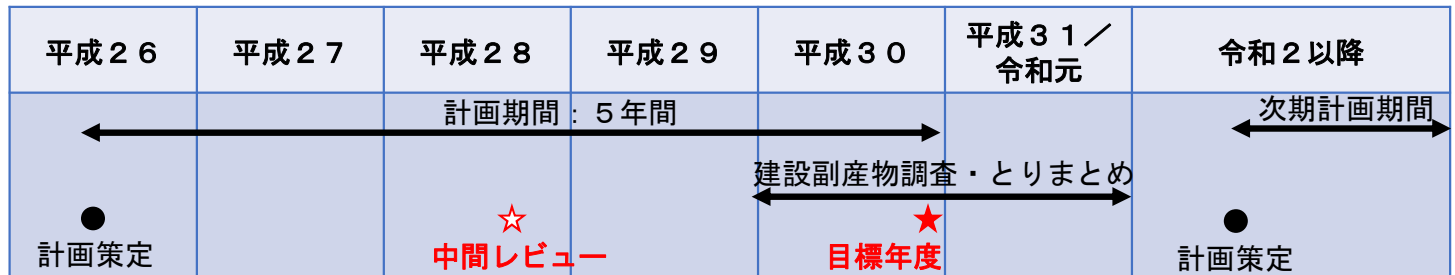 平成２６
平成２７
平成２８
平成２９
平成３０
平成３１／
令和元
令和２以降
計画期間：５年間
次期計画期間
建設副産物調査・とりまとめ
計画策定
中間レビュー
目標年度
計画策定